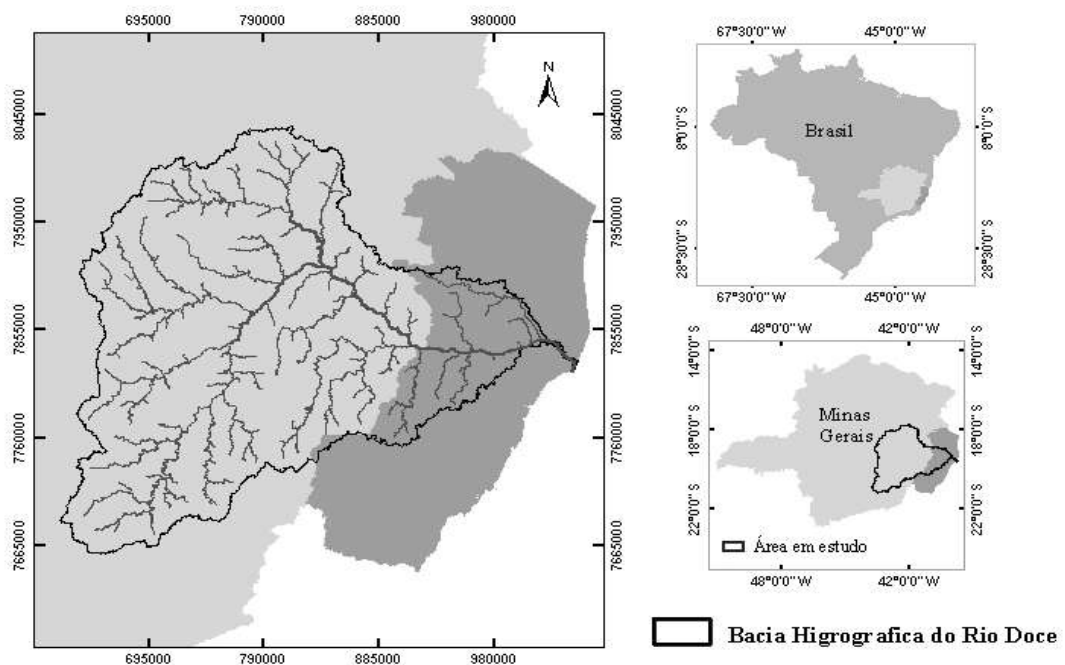 695000 790000 885000 980000
8045000
7950000
7855000
7760000
7665000
N
8045000
7950000
7855000
7760000
7665000
695000 790000 885000 980000
67°30'0"W 45°0'0"W
8°0'0"S
28°30'0"S
Brasil
8°0'0"S
28°30'0"S
67°30'0"W 45°0'0"W
48°0'0"W 42°0'0"W
14°0'0"S
18°0'0"S
22°0'0"S
Minas
Gerais
14°0'0"S
18°0'0"S
22°0'0"S
Área em estudo
48°0'0"W 42°0'0"W
Bacia Higrografica do Rio Doce